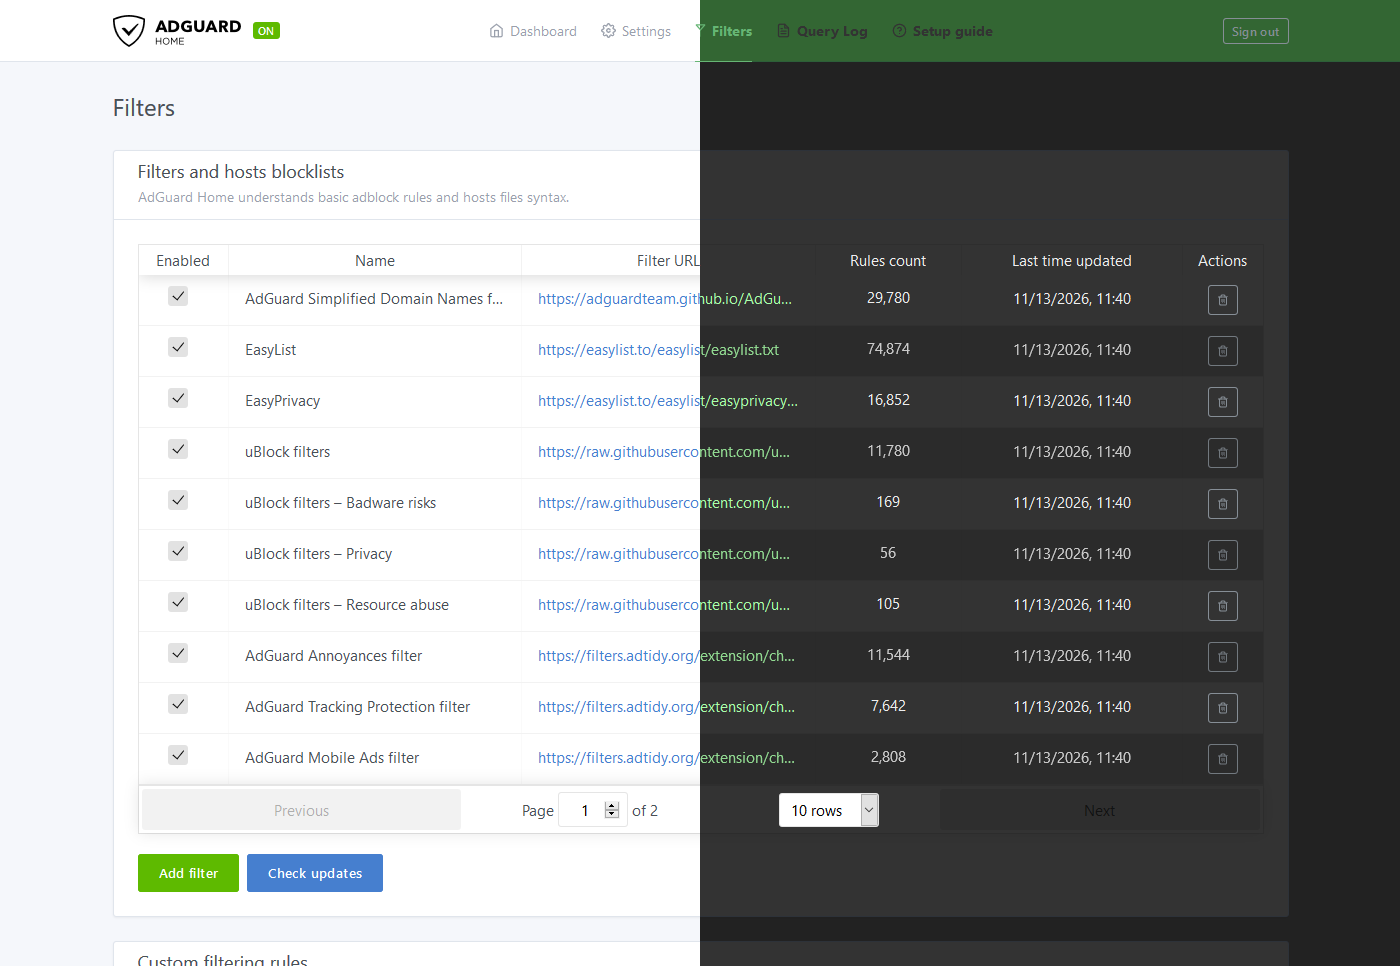 ADGUARD ON
HOME
Dashboard Settings Filters Query Log Setup guide Sign out
Filters
Filters and hosts blocklists
AdGuard Home understands basic adblock rules and hosts files syntax.
Enabled Name Filter URL Rules count Last time updated Actions
AdGuard Simplified Domain Names f... https://adguardteam.github.io/AdGu... 29,780 11/13/2026, 11:40
EasyList https://easylist.to/easylist/easylist.txt 74,874 11/13/2026, 11:40
EasyPrivacy https://easylist.to/easylist/easyprivacy... 16,852 11/13/2026, 11:40
uBlock filters https://raw.githubusercontent.com/u... 11,780 11/13/2026, 11:40
uBlock filters – Badware risks https://raw.githubusercontent.com/u... 169 11/13/2026, 11:40
uBlock filters – Privacy https://raw.githubusercontent.com/u... 56 11/13/2026, 11:40
uBlock filters – Resource abuse https://raw.githubusercontent.com/u... 105 11/13/2026, 11:40
AdGuard Annoyances filter https://filters.adtidy.org/extension/ch... 11,544 11/13/2026, 11:40
AdGuard Tracking Protection filter https://filters.adtidy.org/extension/ch... 7,642 11/13/2026, 11:40
AdGuard Mobile Ads filter https://filters.adtidy.org/extension/ch... 2,808 11/13/2026, 11:40
Previous Page 1 of 2 10 rows Next
Add filter Check updates
Custom filtering rules